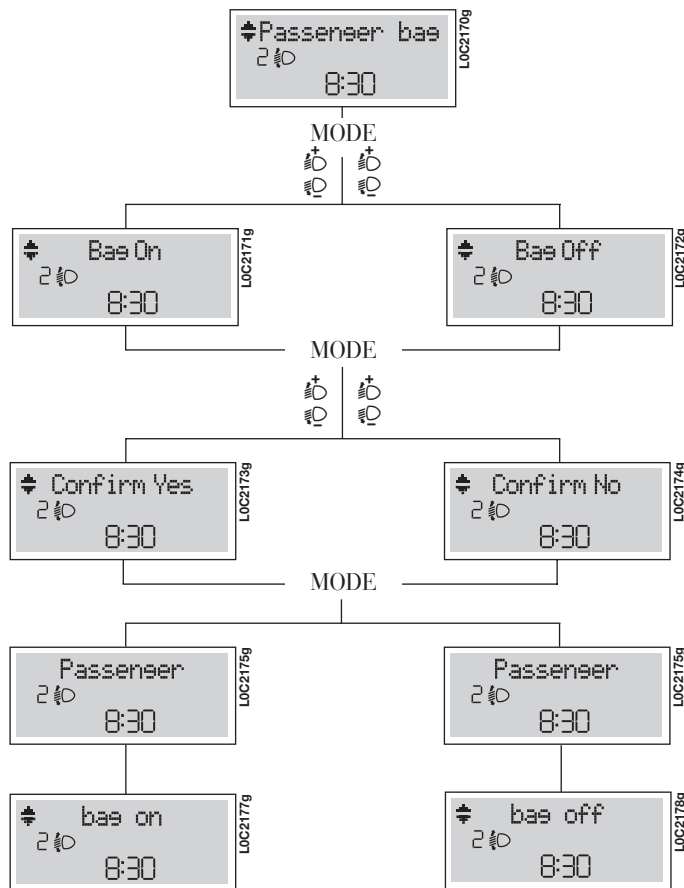 Passenger bag
2
8:30
L0C2170g
MODE
+ +
− −
Bag On
2
8:30
L0C2171g
Bag Off
2
8:30
L0C2172g
MODE
+ +
− −
Confirm Yes
2
8:30
L0C2173g
Confirm No
2
8:30
L0C2174g
MODE
Passenger
2
8:30
L0C2175g
Passenger
2
8:30
L0C2175g
bag on
2
8:30
L0C2177g
bag off
2
8:30
L0C2178g